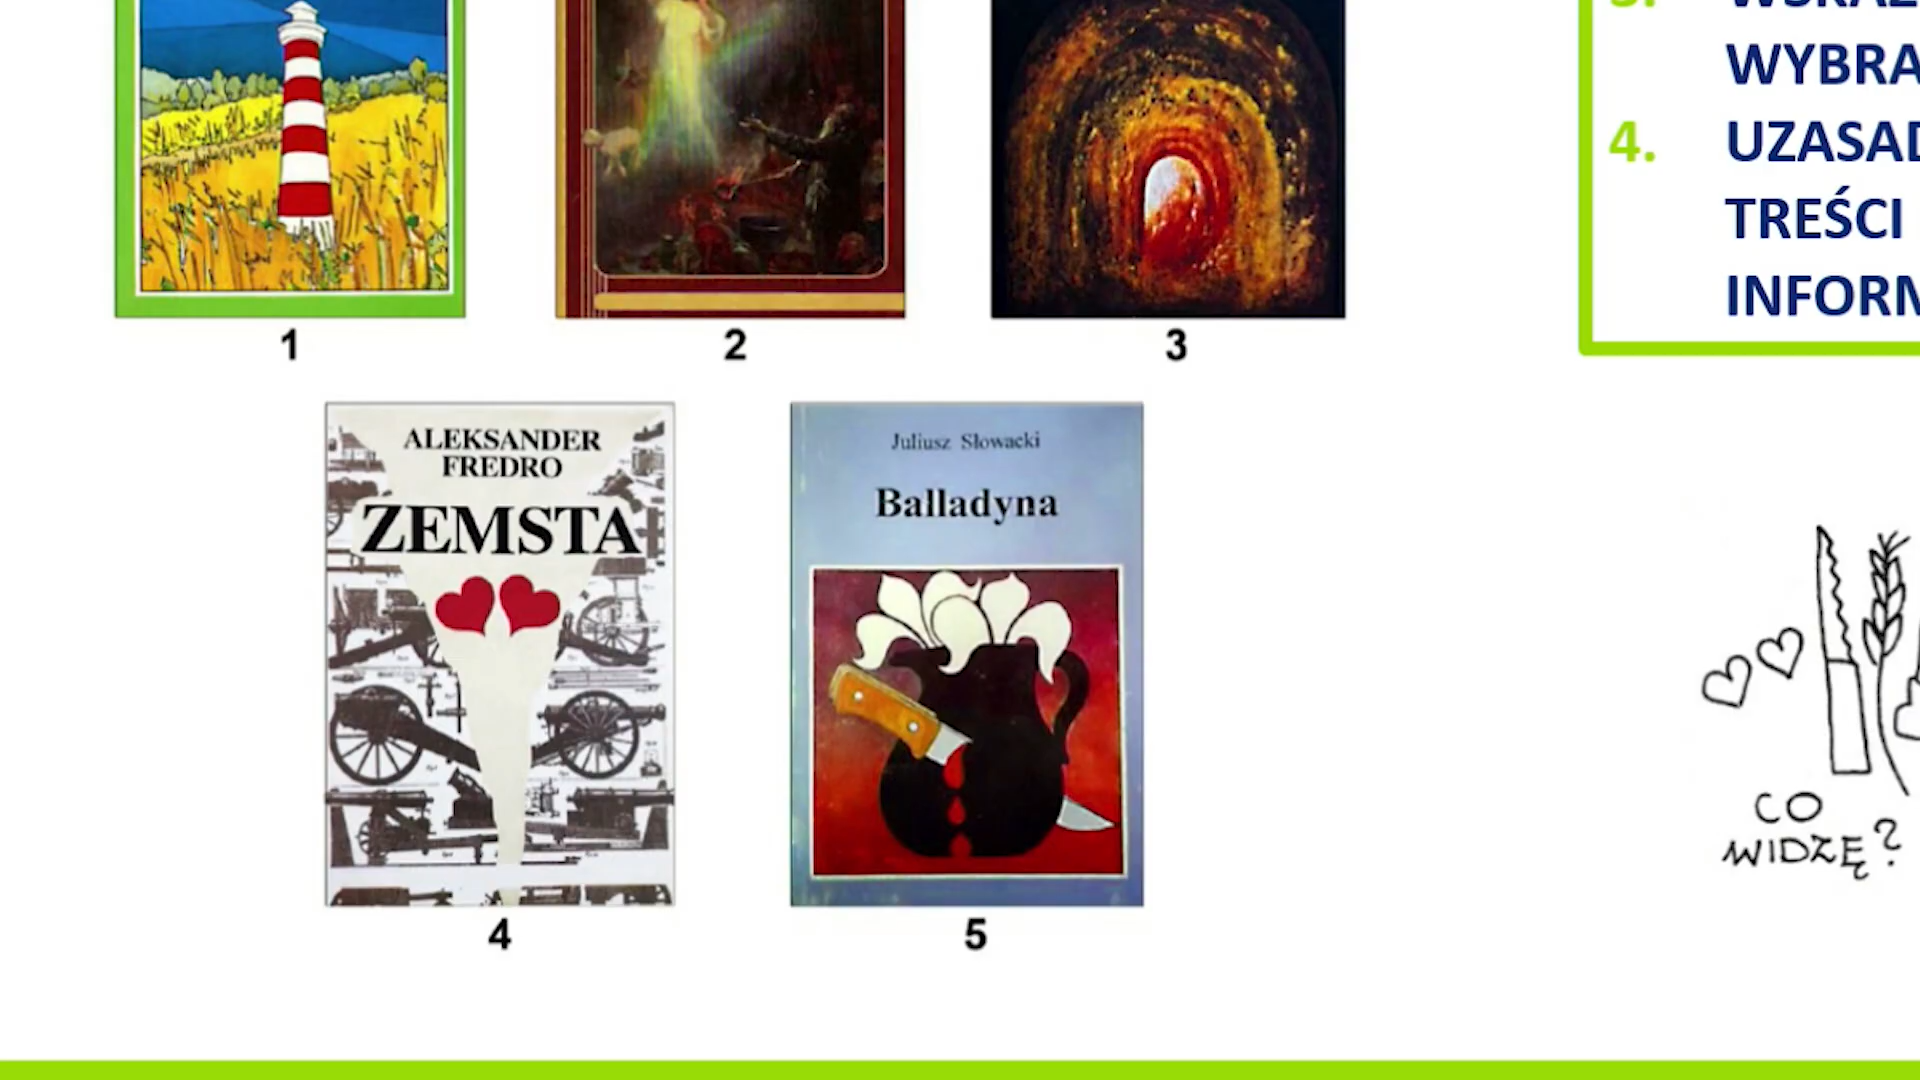 WYBRA
4. UZASAD
TREŚCI
INFORM
1
2
3
ALEKSANDER
FREDRO
ZEMSTA
Juliusz Słowacki
Balladyna
4
5
CO
WIDZĘ?